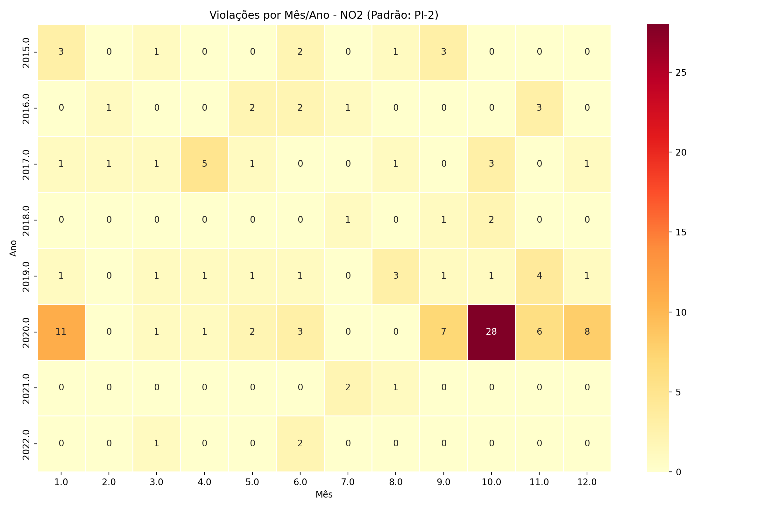 Violações por Mês/Ano - NO2 (Padrão: PI-2)
2015.0 3 0 1 0 0 2 0 1 3 0 0 0
2016.0 0 1 0 0 2 2 1 0 0 0 3 0
2017.0 1 1 1 5 1 0 0 1 0 3 0 1
2018.0 0 0 0 0 0 0 1 0 1 2 0 0
2019.0 1 0 1 1 1 1 0 3 1 1 4 1
2020.0 11 0 1 1 2 3 0 0 7 28 6 8
2021.0 0 0 0 0 0 0 2 1 0 0 0 0
2022.0 0 0 1 0 0 2 0 0 0 0 0 0
1.0 2.0 3.0 4.0 5.0 6.0 7.0 8.0 9.0 10.0 11.0 12.0
Mês
Ano
25
20
15
10
5
0